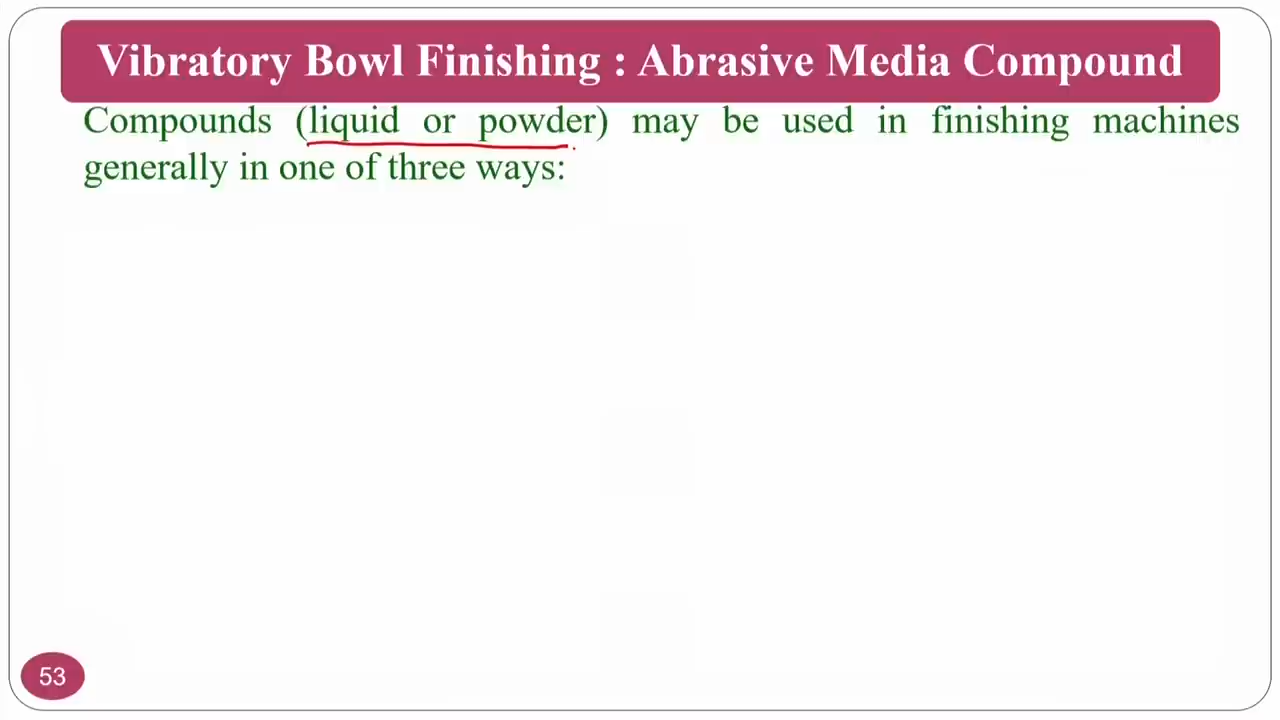 Vibratory Bowl Finishing : Abrasive Media Compound
Compounds (liquid or powder) may be used in finishing machines
generally in one of three ways:
53